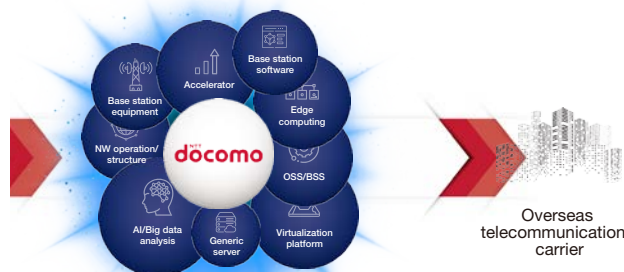 Base station
software
Accelerator
Base station
equipment
Edge
computing
NW operation/
structure
NTT
docomo
OSS/BSS
AI/Big data
analysis
Generic
server
Virtualization
platform
Overseas
telecommunication
carrier